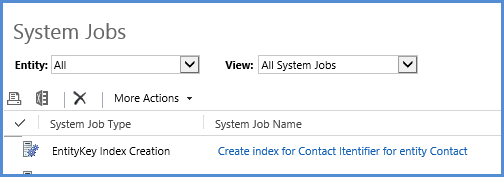 System Jobs
Entity: All View: All System Jobs
More Actions
System Job Type System Job Name
EntityKey Index Creation Create index for Contact Itentifier for entity Contact